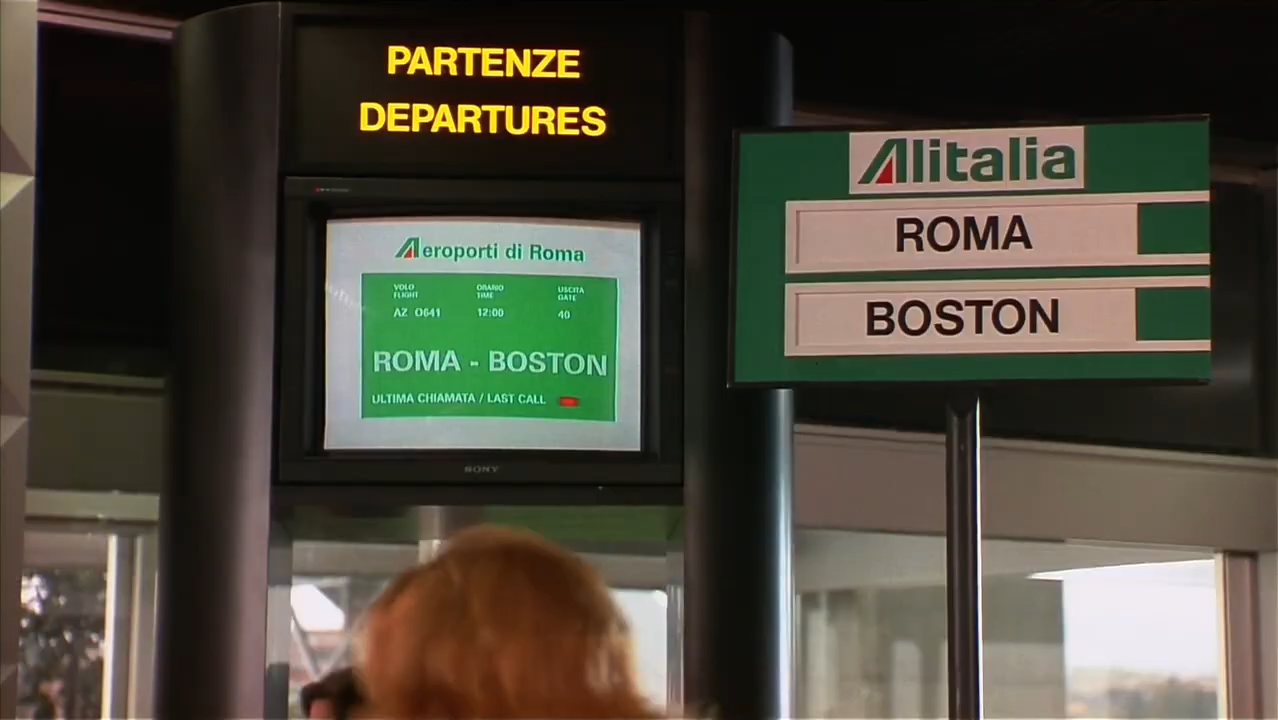 PARTENZE
DEPARTURES
Aeroporti di Roma
VOLO ORARIO USCITA
FLIGHT TIME GATE
AZ O641 12:00 40
ROMA - BOSTON
ULTIMA CHIAMATA / LAST CALL
SONY
Alitalia
ROMA
BOSTON